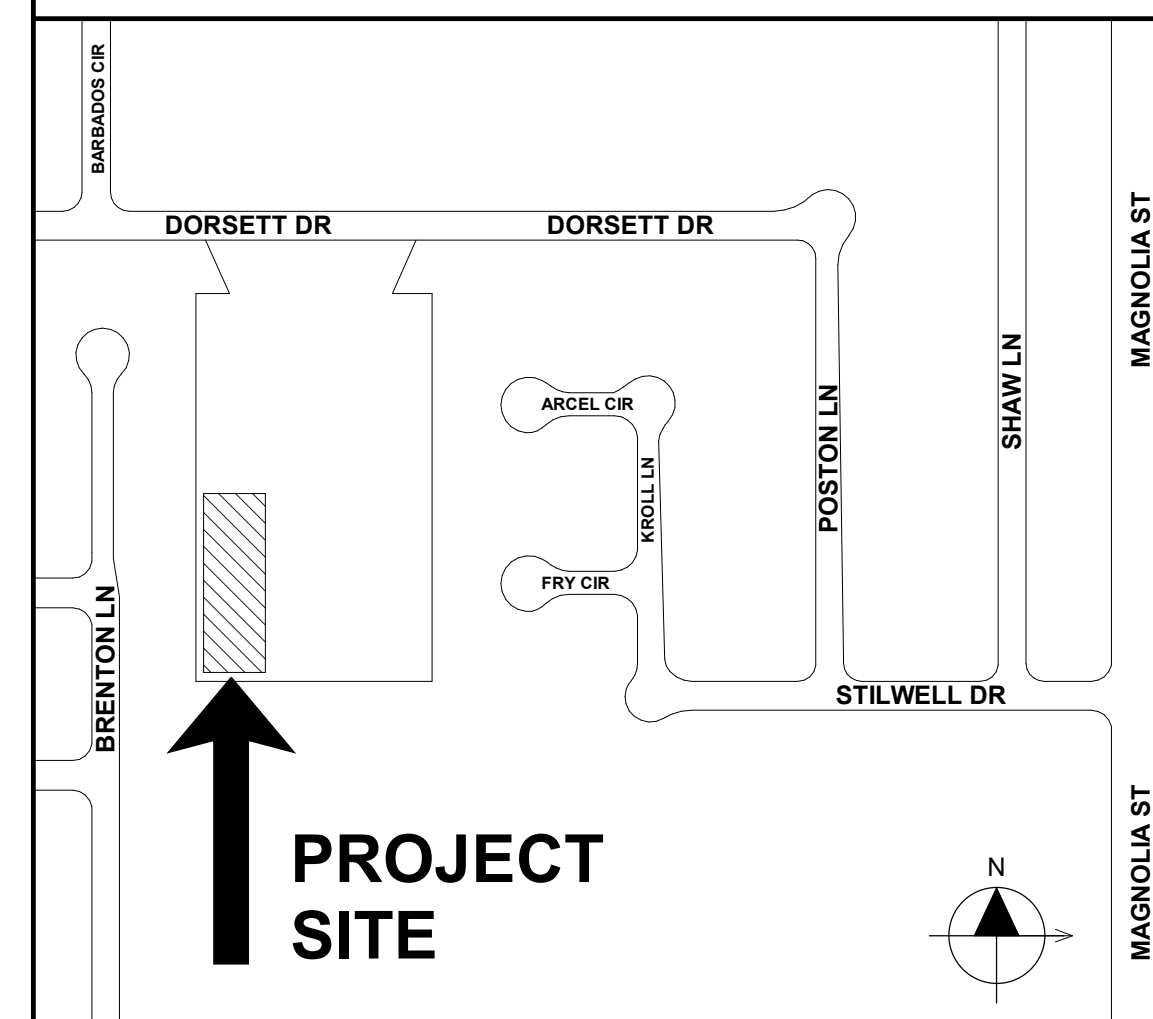 BARBADOS CIR
DORSETT DR
DORSETT DR
MAGNOLIA ST
SHAW LN
ARCEL CIR
POSTON LN
KROLL LN
FRY CIR
BRENTON LN
STILWELL DR
PROJECT
SITE
N
MAGNOLIA ST